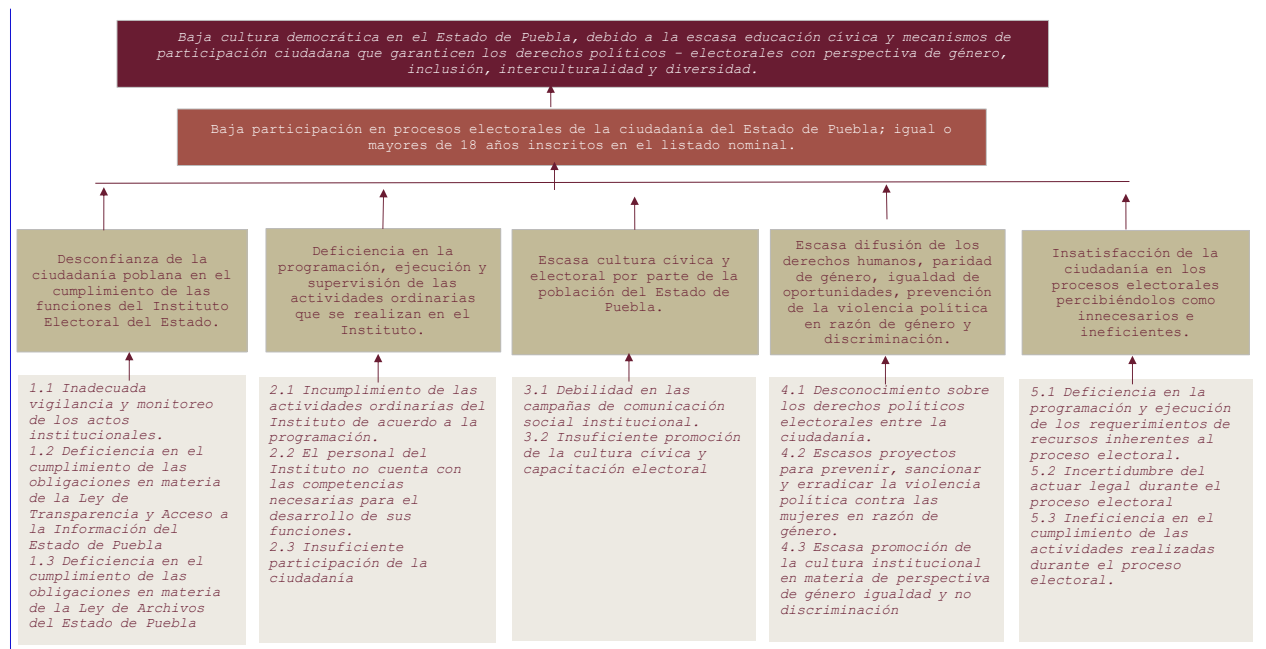 Baja cultura democrática en el Estado de Puebla, debido a la escasa educación cívica y mecanismos de
participación ciudadana que garanticen los derechos políticos – electorales con perspectiva de género,
inclusión, interculturalidad y diversidad.
Baja participación en procesos electorales de la ciudadanía del Estado de Puebla; igual o
mayores de 18 años inscritos en el listado nominal.
Desconfianza de la
ciudadanía poblana en el
cumplimiento de las
funciones del Instituto
Electoral del Estado.
Deficiencia en la
programación, ejecución y
supervisión de las
actividades ordinarias
que se realizan en el
Instituto.
Escasa cultura cívica y
electoral por parte de la
población del Estado de
Puebla.
Escasa difusión de los
derechos humanos, paridad
de género, igualdad de
oportunidades, prevención
de la violencia política
en razón de género y
discriminación.
Insatisfacción de la
ciudadanía en los
procesos electorales
percibiéndolos como
innecesarios e
ineficientes.
1.1 Inadecuada
vigilancia y monitoreo
de los actos
institucionales.
1.2 Deficiencia en el
cumplimiento de las
obligaciones en materia
de la Ley de
Transparencia y Acceso a
la Información del
Estado de Puebla
1.3 Deficiencia en el
cumplimiento de las
obligaciones en materia
de la Ley de Archivos
del Estado de Puebla
2.1 Incumplimiento de las
actividades ordinarias del
Instituto de acuerdo a la
programación.
2.2 El personal del
Instituto no cuenta con
las competencias
necesarias para el
desarrollo de sus
funciones.
2.3 Insuficiente
participación de la
ciudadanía
3.1 Debilidad en las
campañas de comunicación
social institucional.
3.2 Insuficiente promoción
de la cultura cívica y
capacitación electoral
4.1 Desconocimiento sobre
los derechos políticos
electorales entre la
ciudadanía.
4.2 Escasos proyectos
para prevenir, sancionar
y erradicar la violencia
política contra las
mujeres en razón de
género.
4.3 Escasa promoción de
la cultura institucional
en materia de perspectiva
de género igualdad y no
discriminación
5.1 Deficiencia en la
programación y ejecución
de los requerimientos de
recursos inherentes al
proceso electoral.
5.2 Incertidumbre del
actuar legal durante el
proceso electoral
5.3 Ineficiencia en el
cumplimiento de las
actividades realizadas
durante el proceso
electoral.